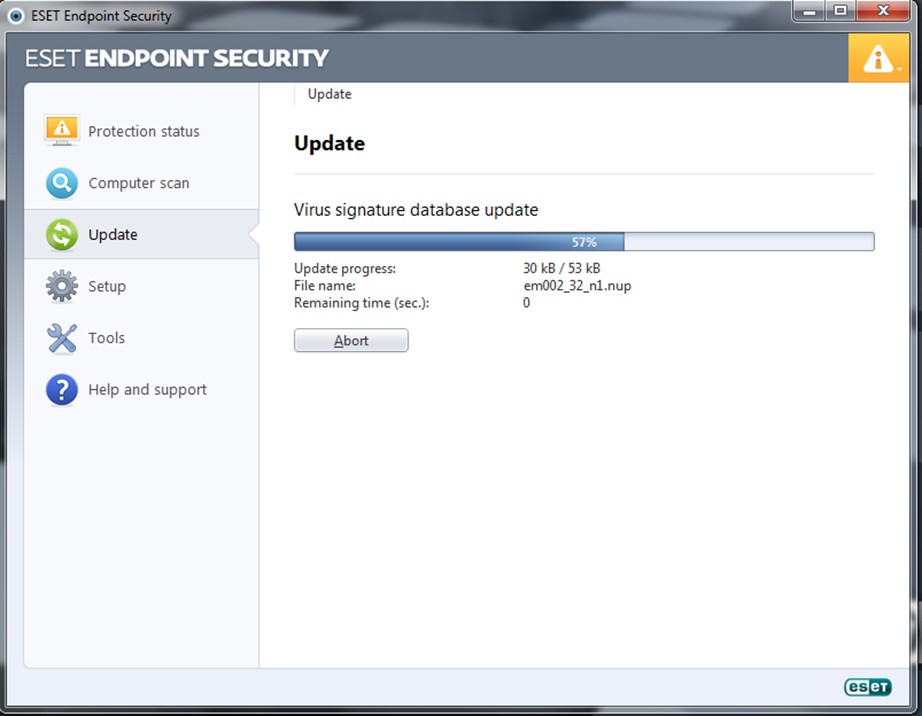 ESET Endpoint Security
ESET ENDPOINT SECURITY
Update
Protection status
Computer scan
Update
Setup
Tools
Help and support
Update
Virus signature database update
57%
Update progress: 30 kB / 53 kB
File name: em002_32_n1.nup
Remaining time (sec.): 0
Abort
eset